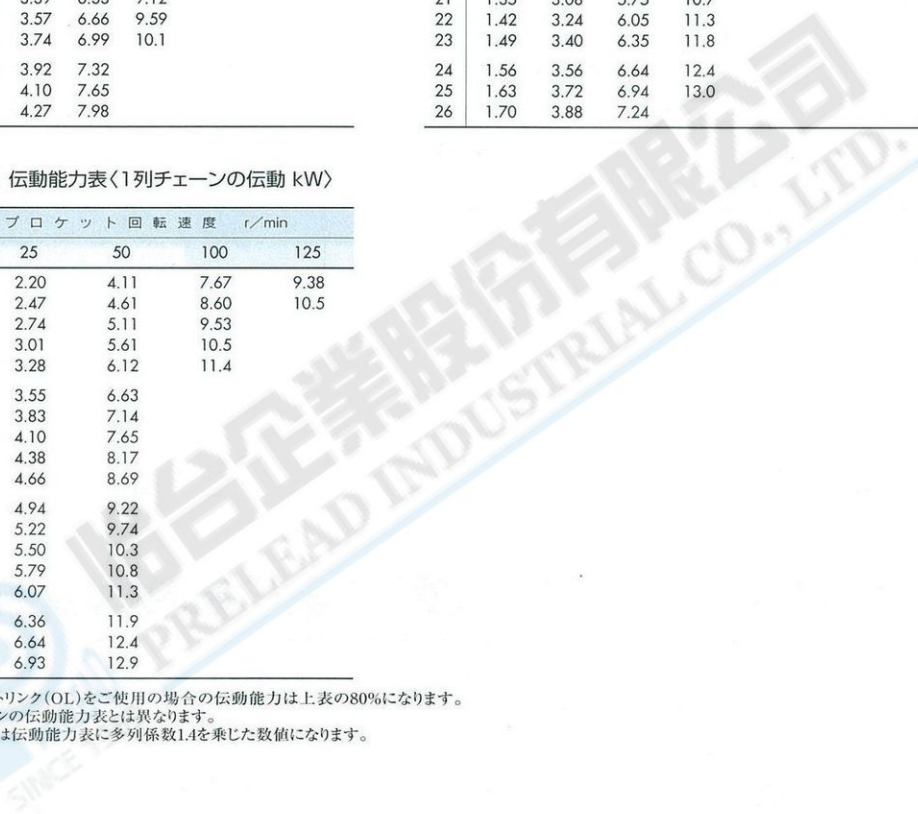 3.57 6.66 9.59
3.74 6.99 10.1
3.92 7.32
4.10 7.65
4.27 7.98
22 1.42 3.24 6.05 11.3
23 1.49 3.40 6.35 11.8
24 1.56 3.56 6.64 12.4
25 1.63 3.72 6.94 13.0
26 1.70 3.88 7.24
伝動能力表〈1列チェーンの伝動 kW〉
プロケット回転速度 r/min
25 50 100 125
2.20 4.11 7.67 9.38
2.47 4.61 8.60 10.5
2.74 5.11 9.53
3.01 5.61 10.5
3.28 6.12 11.4
3.55 6.63
3.83 7.14
4.10 7.65
4.38 8.17
4.66 8.69
4.94 9.22
5.22 9.74
5.50 10.3
5.79 10.8
6.07 11.3
6.36 11.9
6.64 12.4
6.93 12.9
トリンク(OL)をご使用の場合の伝動能力は上表の80%になります。
ンの伝動能力表とは異なります。
は伝動能力表に多列係数1.4を乗じた数値になります。
怡台企業股份有限公司
PRELEAD INDUSTRIAL CO., LTD.
SINCE